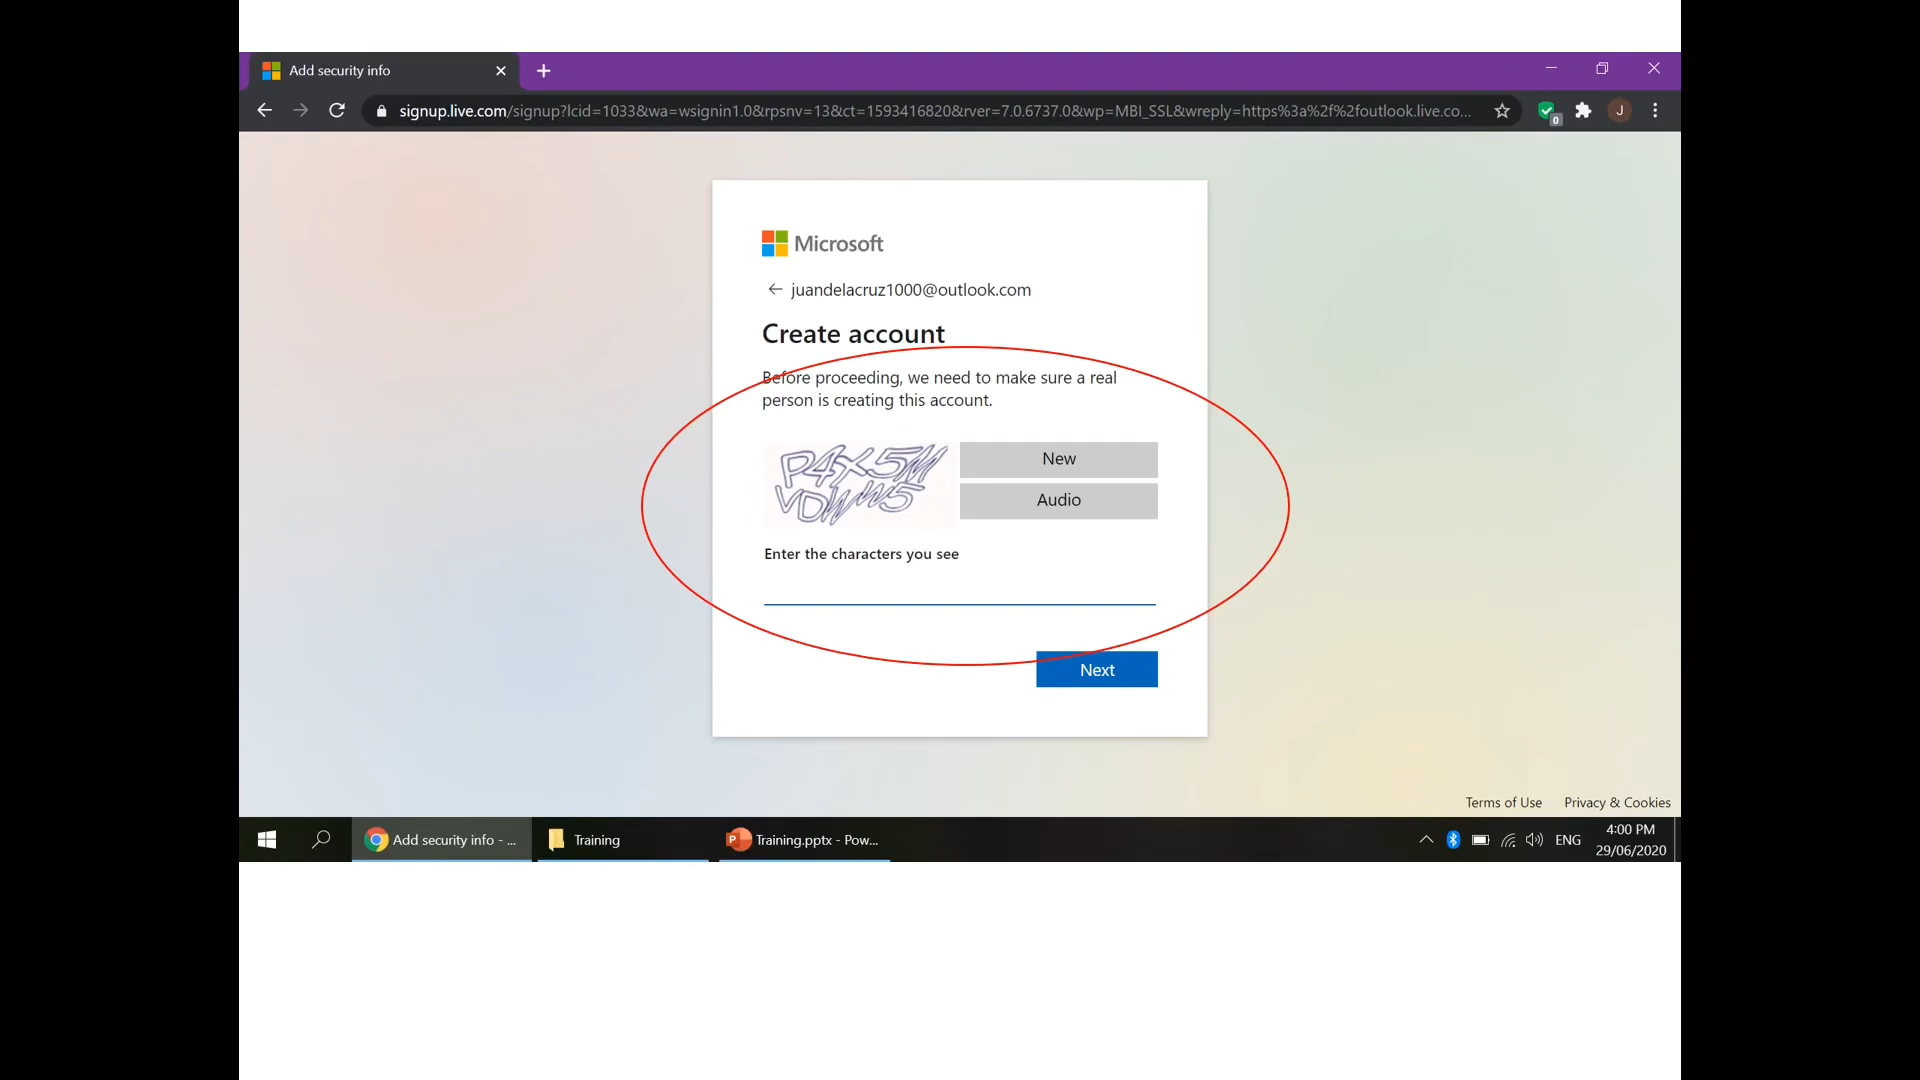 Add security info
signup.live.com/signup?lcid=1033&wa=wsignin1.0&rpsnv=13&ct=1593416820&rver=7.0.6737.0&wp=MBI_SSL&wreply=https%3a%2f%2foutlook.live.co...
0
J
Microsoft
juandelacruz1000@outlook.com
Create account
Before proceeding, we need to make sure a real
person is creating this account.
New
Audio
Enter the characters you see
Next
Terms of Use Privacy & Cookies
Add security info - ...
Training
P
Training.pptx - Pow...
ENG
4:00 PM
29/06/2020